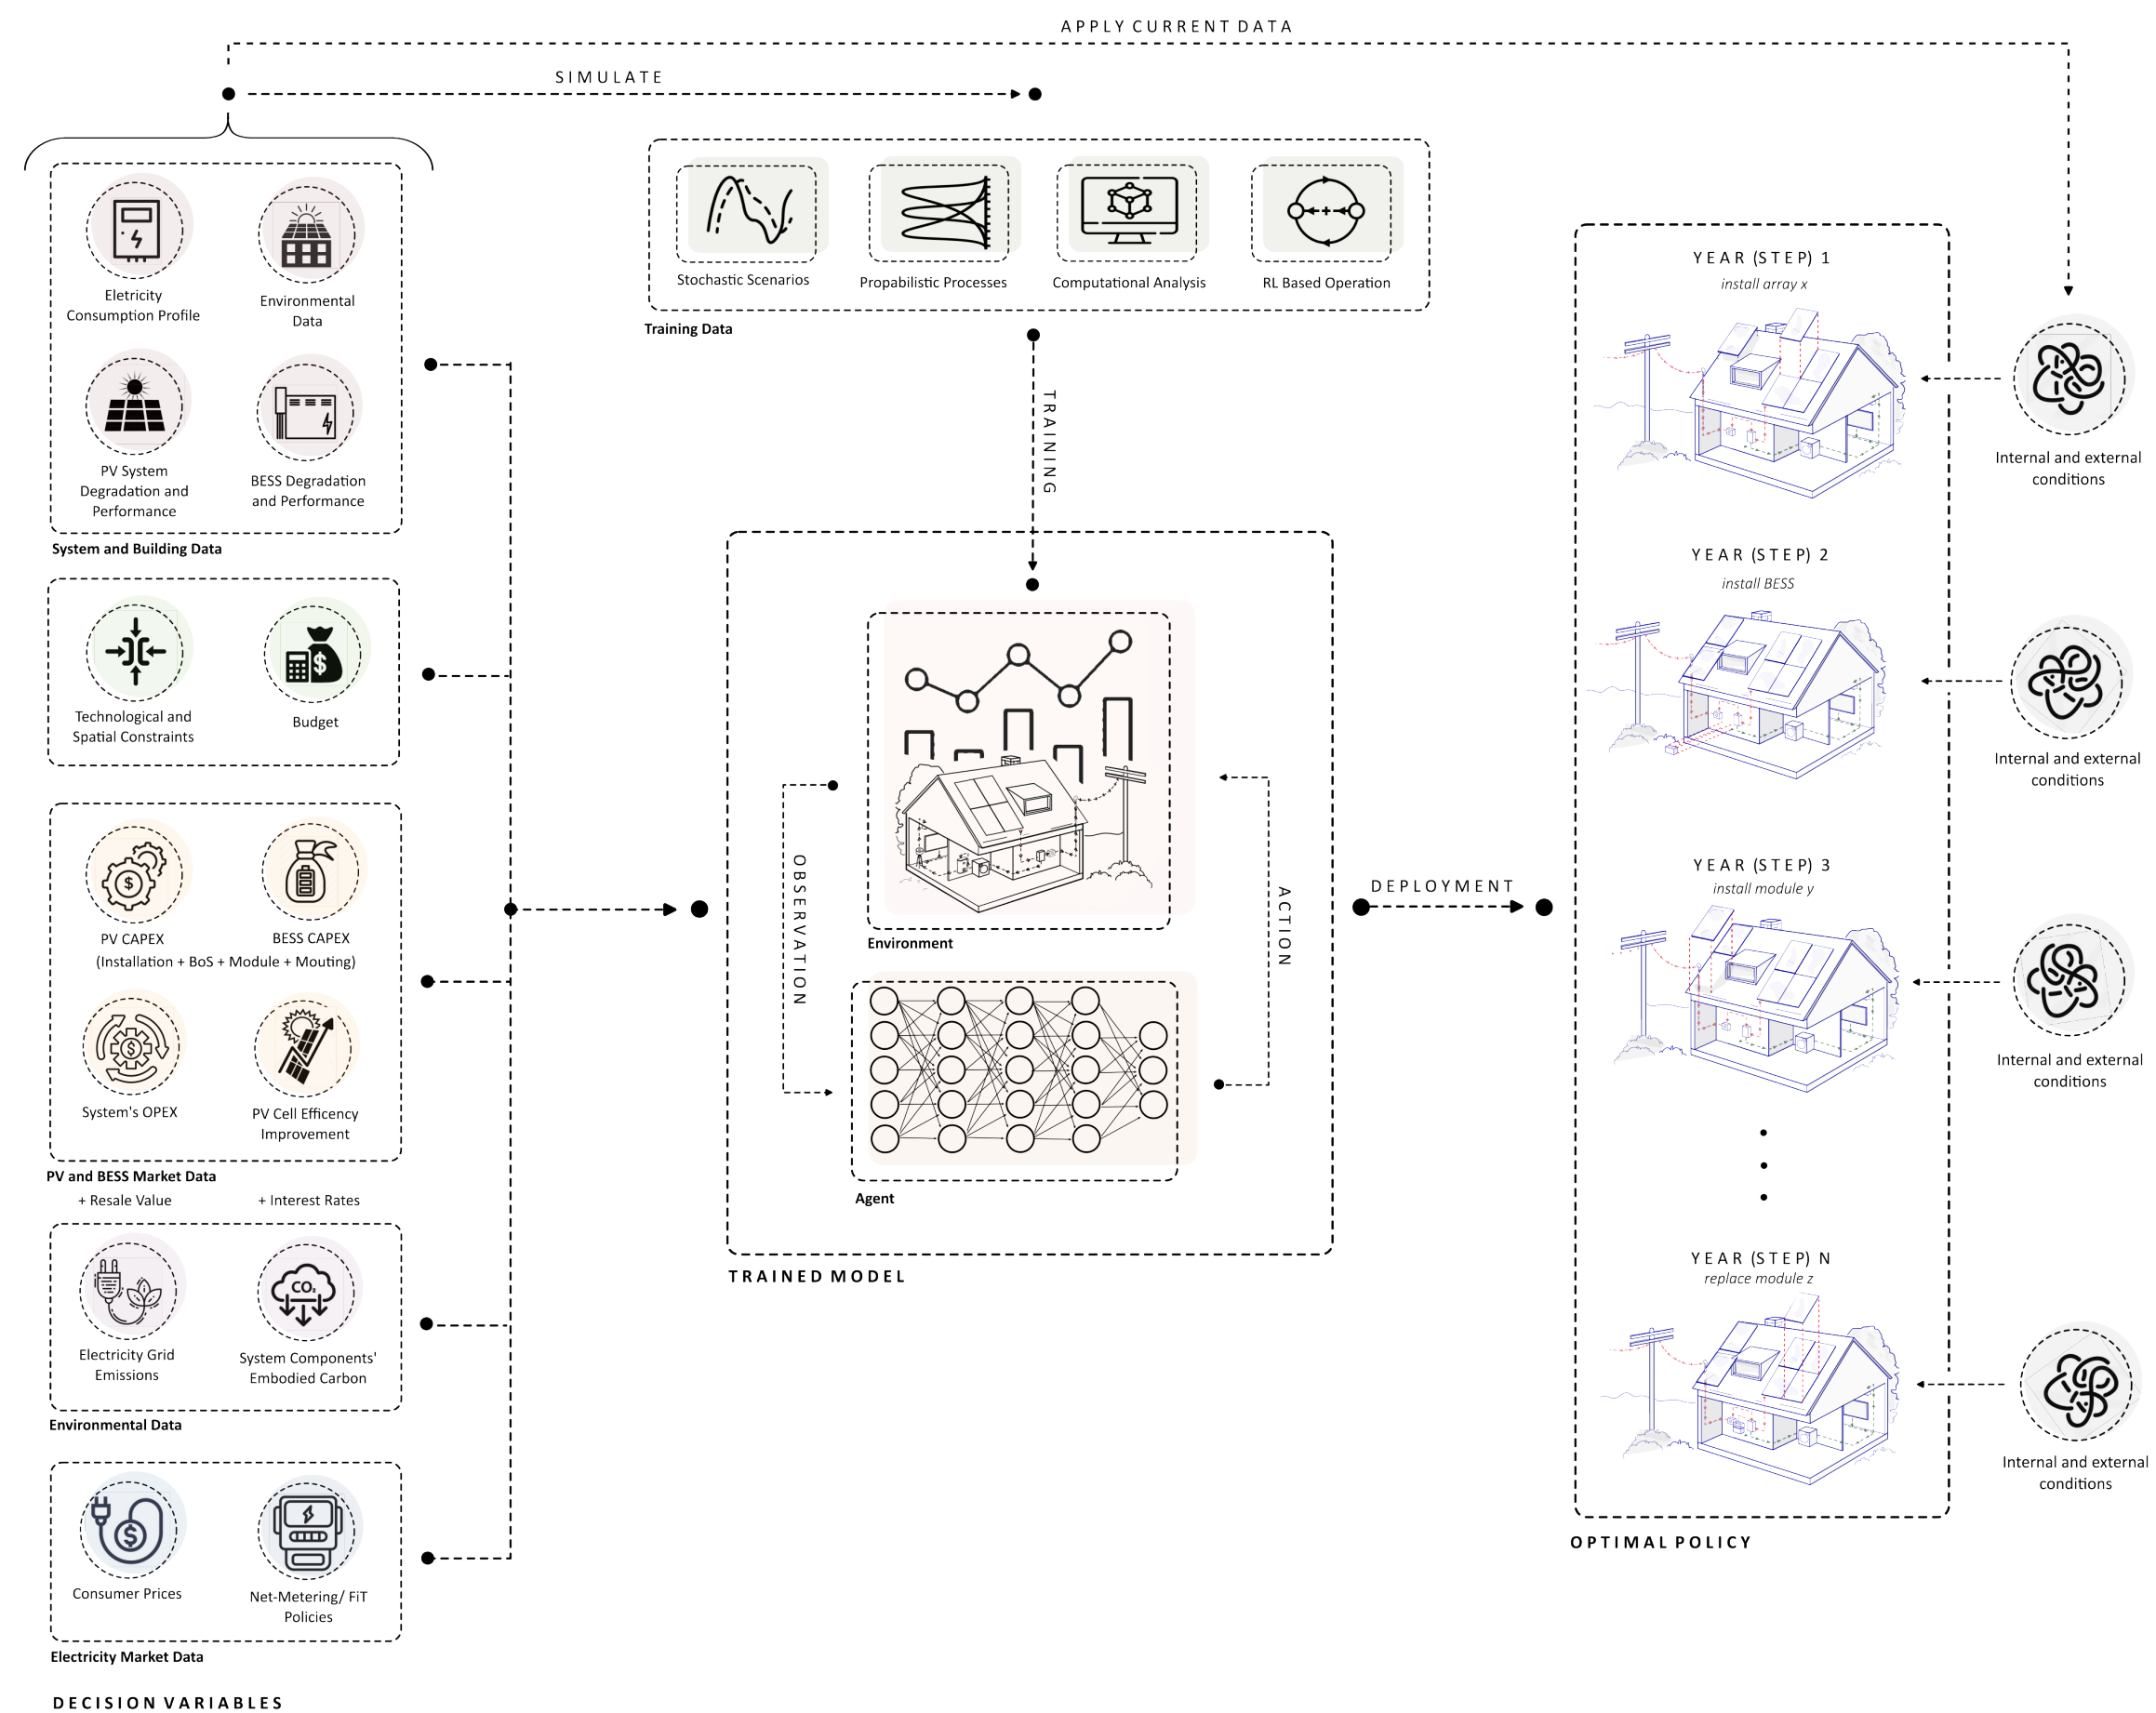 APPLY CURRENT DATA
SIMULATE
Eletricity
Consumption Profile
Environmental
Data
PV System
Degradation and
Performance
BESS Degradation
and Performance
System and Building Data
Technological and
Spatial Constraints
Budget
$
$
PV CAPEX
BESS CAPEX
(Installation + BoS + Module + Mouting)
$
System's OPEX
PV Cell Efficency
Improvement
PV and BESS Market Data
+ Resale Value
+ Interest Rates
CO₂
Electricity Grid
Emissions
System Components'
Embodied Carbon
Environmental Data
$
Consumer Prices
Net-Metering/ FiT
Policies
Electricity Market Data
DECISION VARIABLES
Stochastic Scenarios
Propabilistic Processes
Computational Analysis
RL Based Operation
Training Data
TRAINING
OBSERVATION
ACTION
Environment
Agent
TRAINED MODEL
DEPLOYMENT
YEAR (STEP) 1
install array x
Internal and external
conditions
YEAR (STEP) 2
install BESS
Internal and external
conditions
YEAR (STEP) 3
install module y
Internal and external
conditions
YEAR (STEP) N
replace module z
Internal and external
conditions
OPTIMAL POLICY